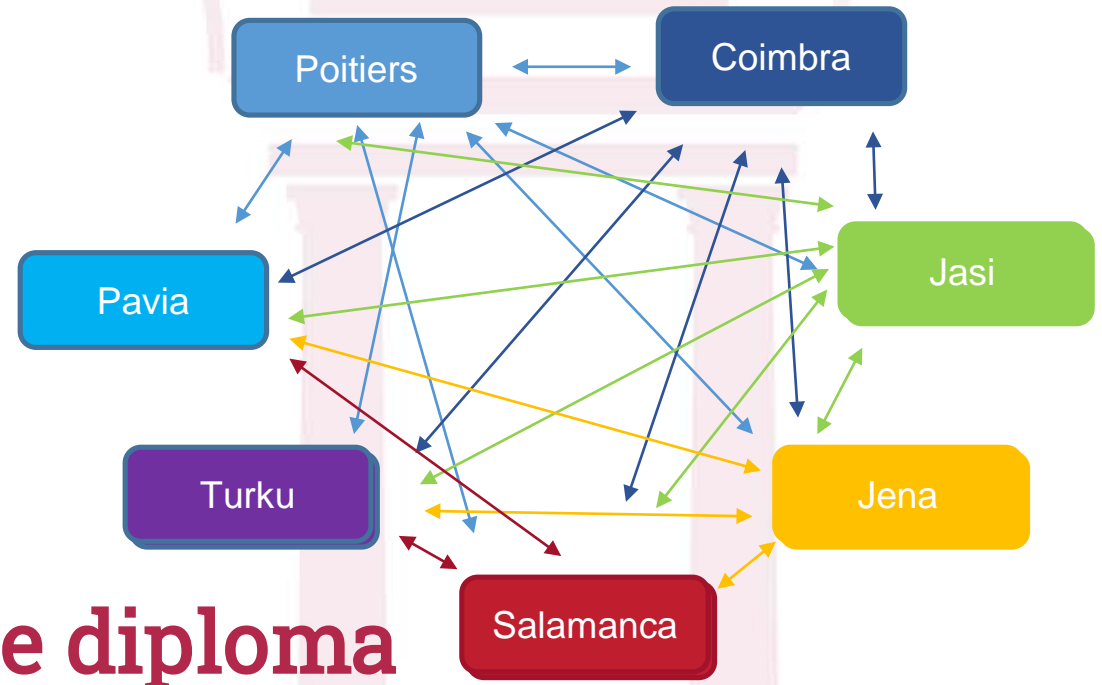 Poitiers
Coimbra
Jasi
Pavia
Turku
Jena
Salamanca
e diploma